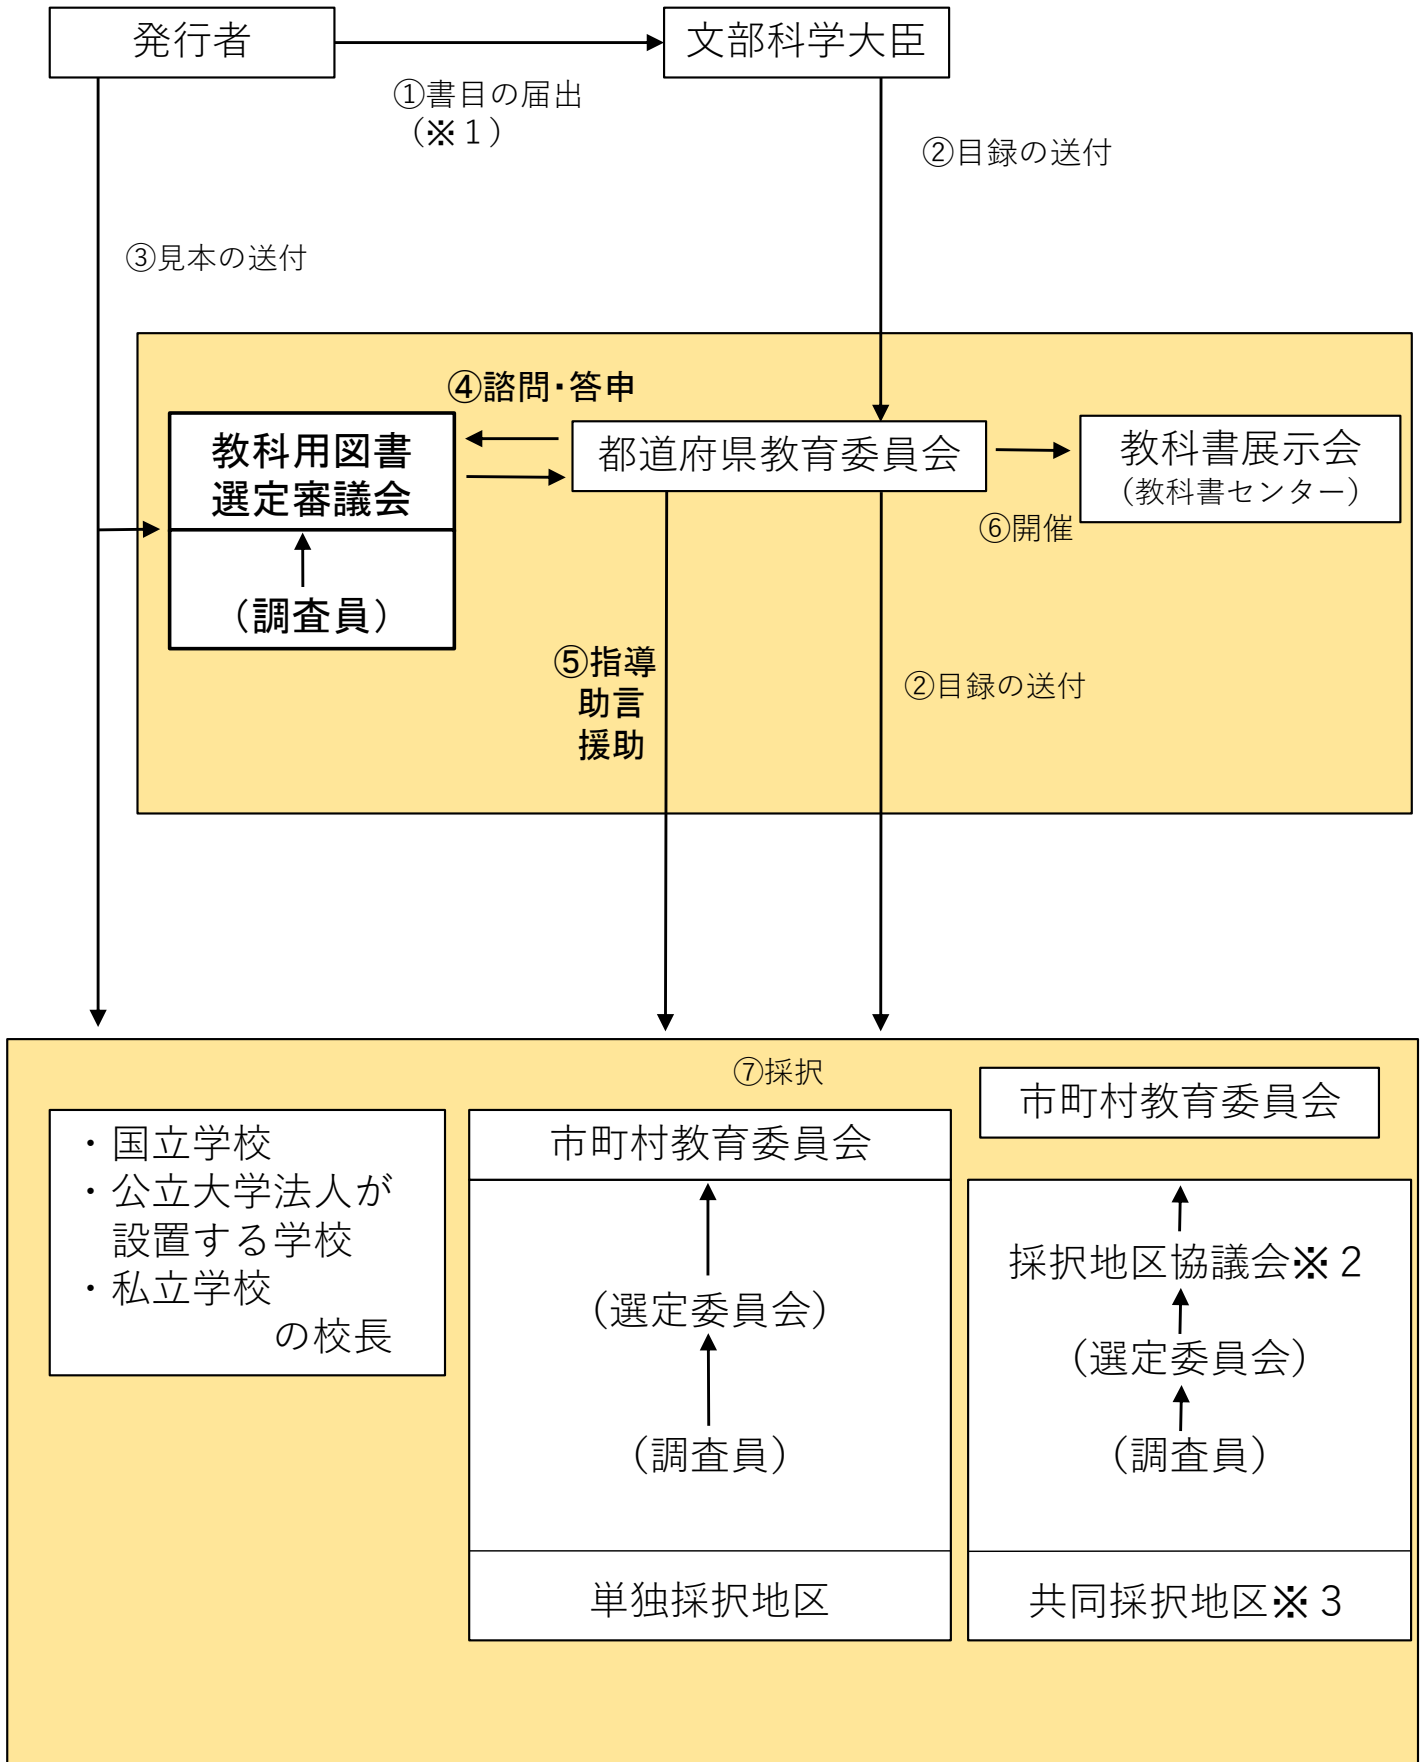 発行者
文部科学大臣
①書目の届出
（※１）
②目録の送付
③見本の送付
④諮問・答申
教科用図書
選定審議会
（調査員）
都道府県教育委員会
教科書展示会
（教科書センター）
⑥開催
⑤指導
助言
援助
②目録の送付
⑦採択
・国立学校
・公立大学法人が
設置する学校
・私立学校
の校長
市町村教育委員会
（選定委員会）
（調査員）
単独採択地区
市町村教育委員会
採択地区協議会※２
（選定委員会）
（調査員）
共同採択地区※３